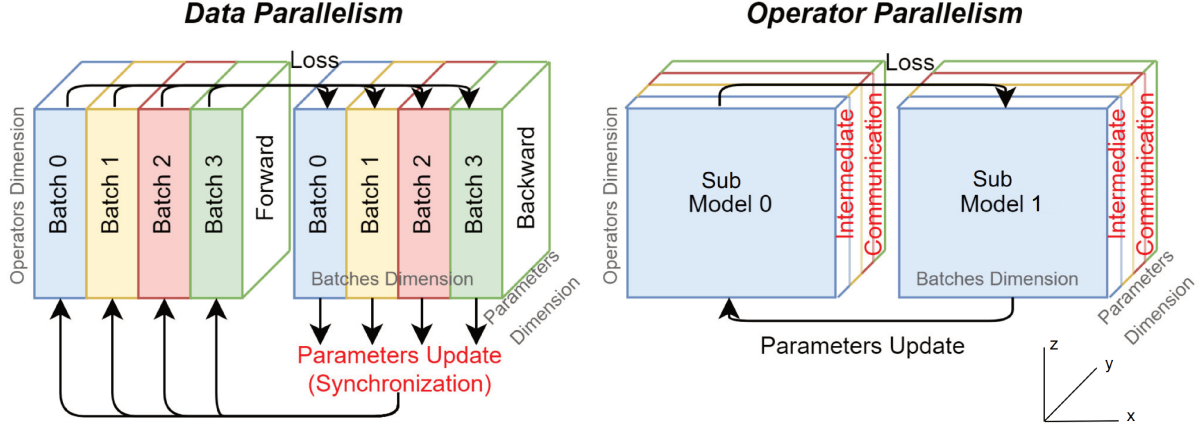 Data Parallelism
Operators Dimension
Loss
Batch 0
Batch 1
Batch 2
Batch 3
Forward
Batch 0
Batch 1
Batch 2
Batch 3
Backward
Batches Dimension
Parameters
Dimension
Parameters Update
(Synchronization)
Operator Parallelism
Operators Dimension
Loss
Sub
Model 0
Intermediate
Communication
Sub
Model 1
Intermediate
Communication
Batches Dimension
Parameters
Dimension
Parameters Update
z
y
x